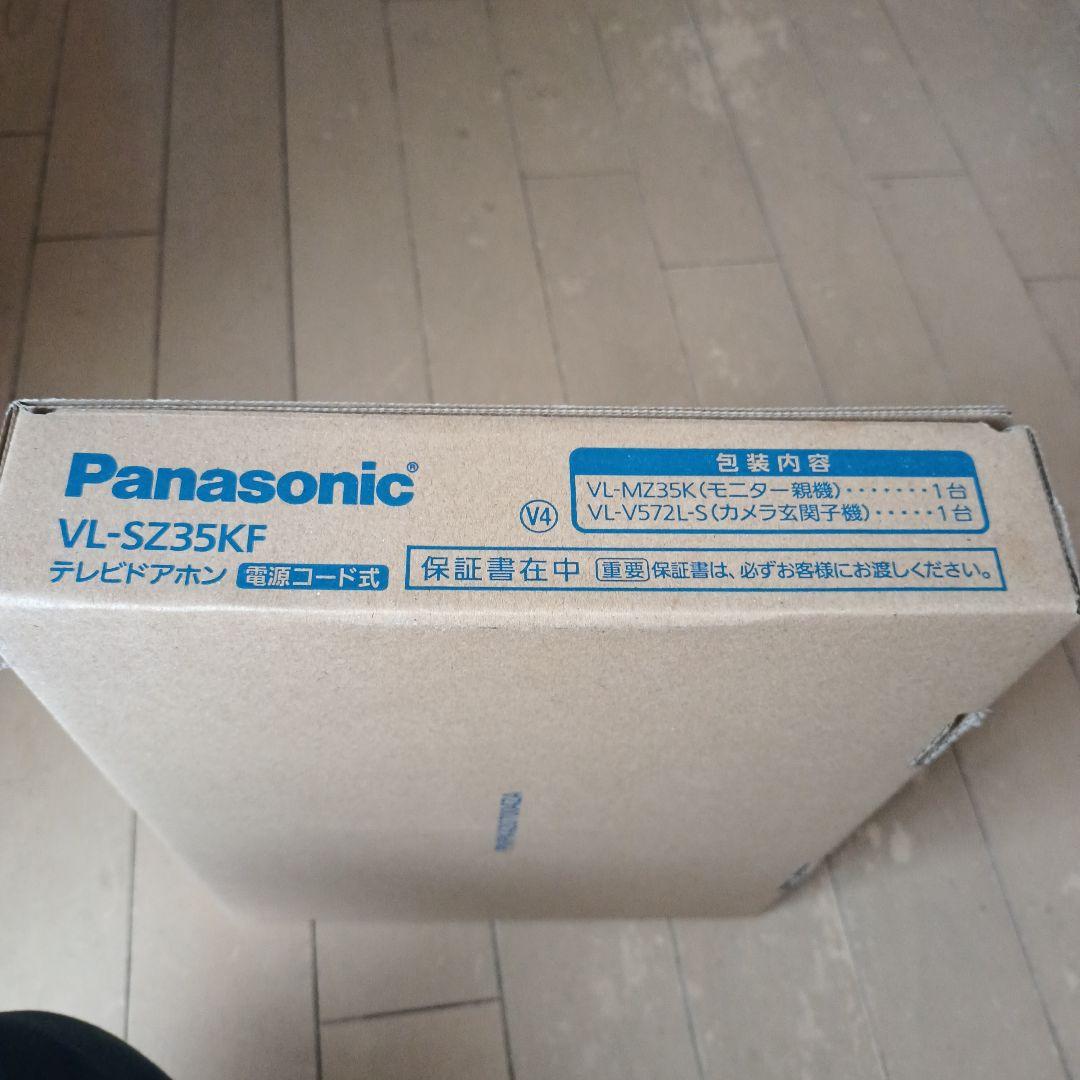 Panasonic®
VL-SZ35KF
テレビドアホン 電源コード式
V4
包装内容
VL-MZ35K(モニター親機)・・・・・・・1台
VL-V572L-S(カメラ玄関子機)・・・・・1台
保証書在中 重要 保証書は、必ずお客様にお渡しください。